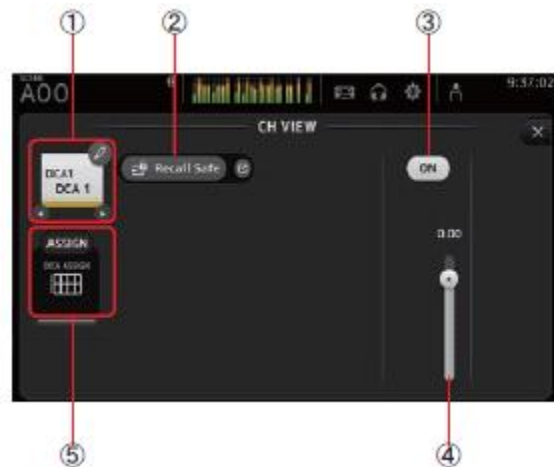 ① ② ③
SCENE
A00
9:37:02
CH VIEW
DCA1
DCA 1
Recall Safe
ON
ASSIGN
DCA ASSIGN
0.00
⑤ ④